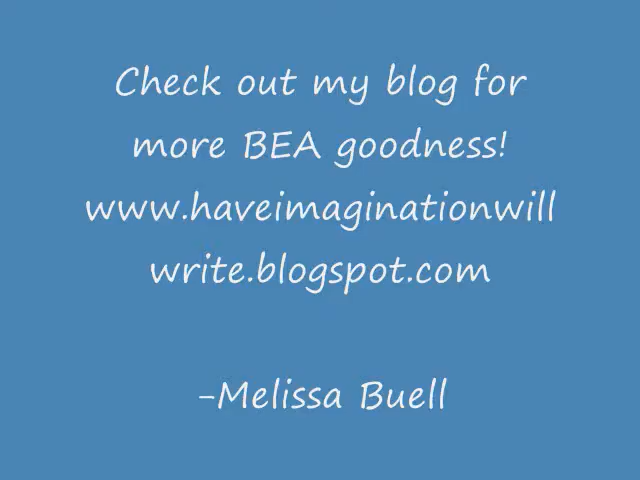 Check out my blog for
more BEA goodness!
www.haveimaginationwill
write.blogspot.com
-Melissa Buell